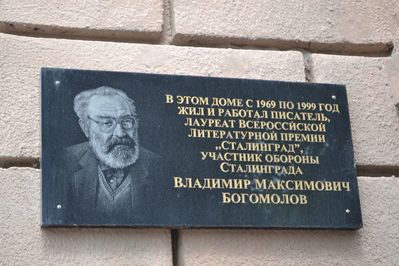 В ЭТОМ ДОМЕ С 1969 ПО 1999 ГОД
ЖИЛ И РАБОТАЛ ПИСАТЕЛЬ,
ЛАУРЕАТ ВСЕРОССЙСКОЙ
ЛИТЕРАТУРНОЙ ПРЕМИИ
„СТАЛИНГРАД",
УЧАСТНИК ОБОРОНЫ
СТАЛИНГРАДА
ВЛАДИМИР МАКСИМОВИЧ
БОГОМОЛОВ